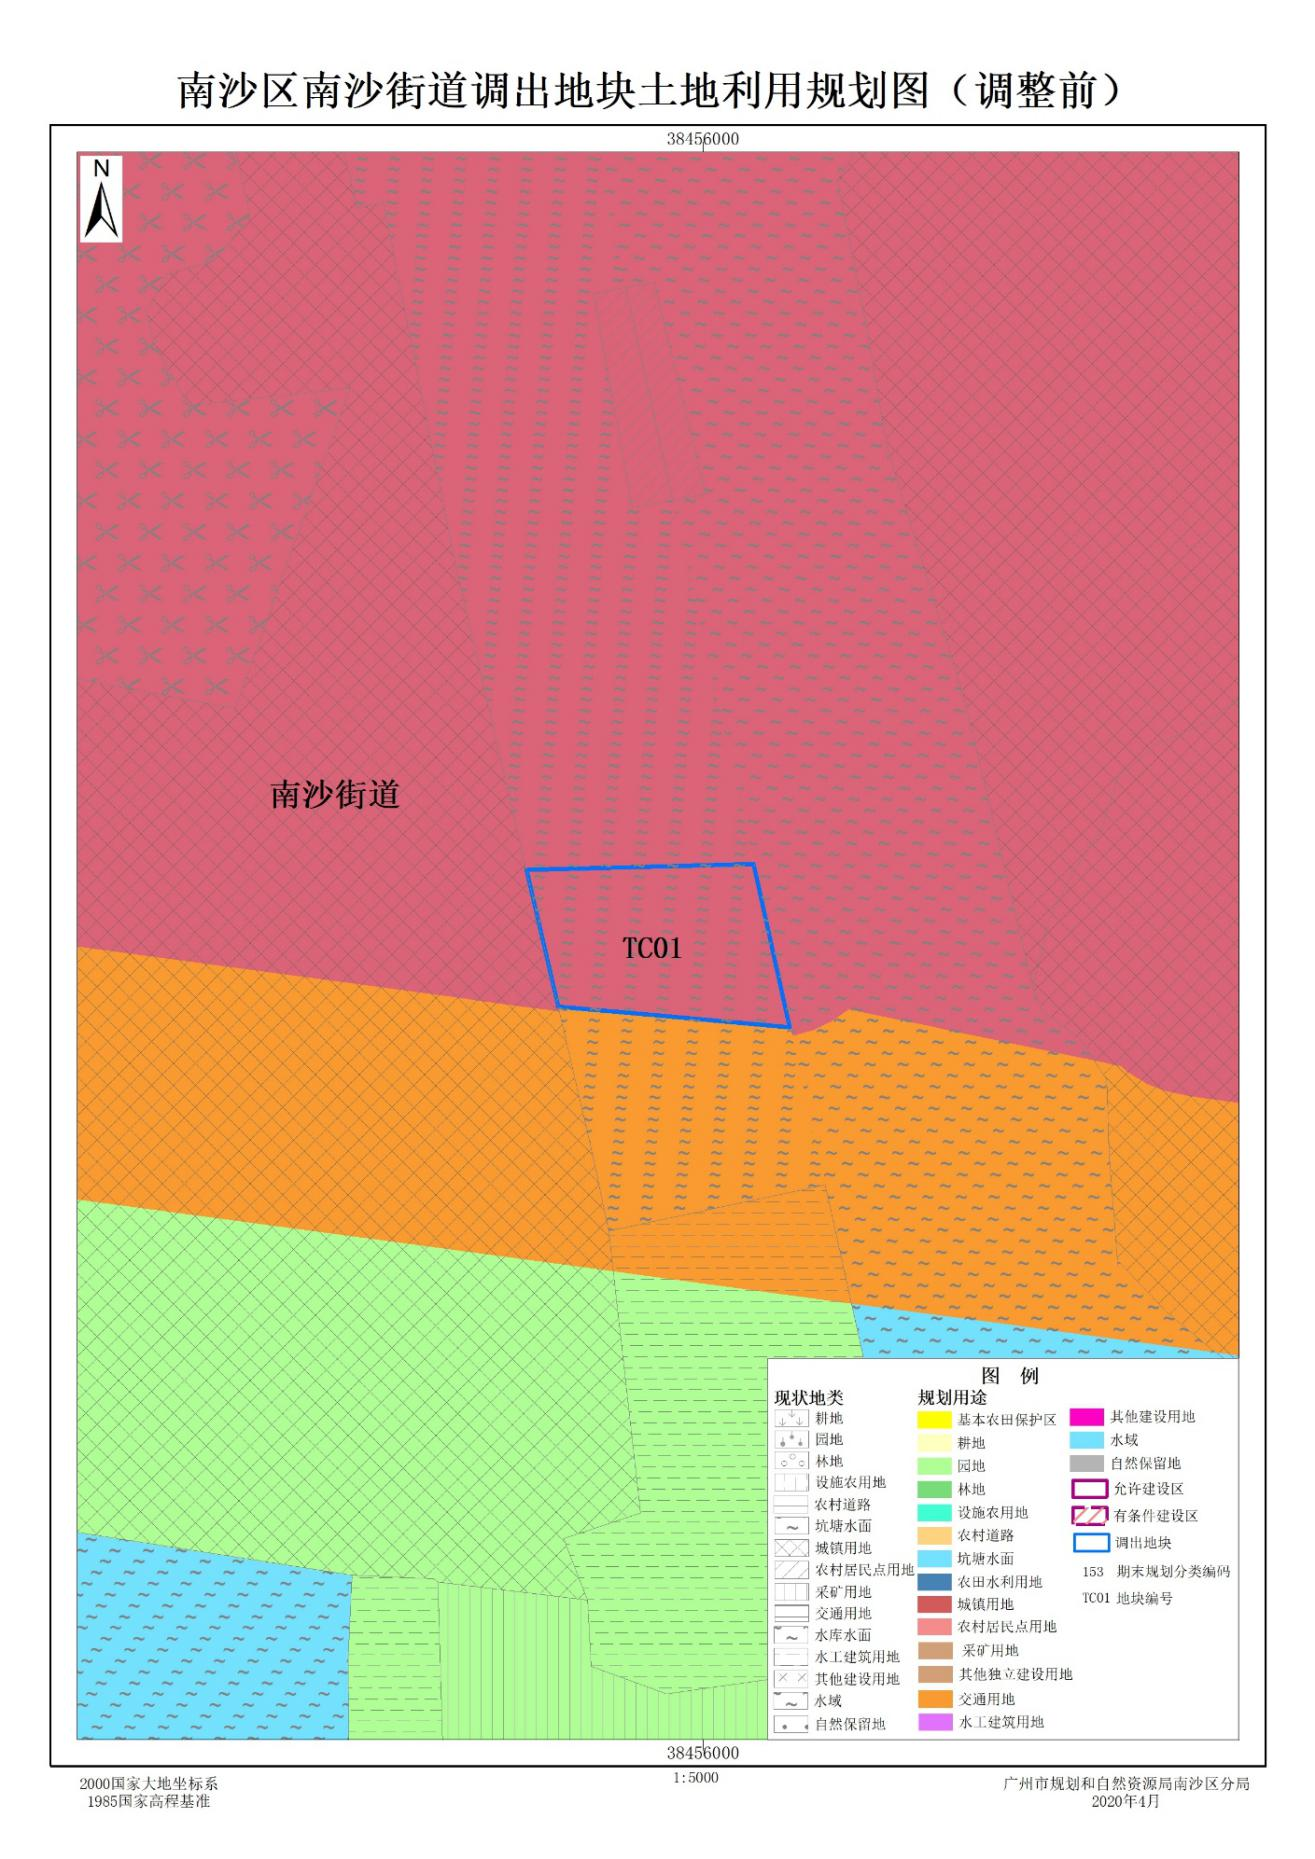 南沙区南沙街道调出地块土地利用规划图（调整前）
38456000
N
南沙街道
TC01
图 例
现状地类
耕地
园地
林地
设施农用地
农村道路
坑塘水面
城镇用地
农村居民点用地
采矿用地
交通用地
水库水面
水工建筑用地
其他建设用地
水域
自然保留地
规划用途
基本农田保护区
耕地
园地
林地
设施农用地
农村道路
坑塘水面
农田水利用地
城镇用地
农村居民点用地
采矿用地
其他独立建设用地
交通用地
水工建筑用地
其他建设用地
水域
自然保留地
允许建设区
有条件建设区
调出地块
153 期末规划分类编码
TC01 地块编号
38456000
1:5000
2000国家大地坐标系
1985国家高程基准
广州市规划和自然资源局南沙区分局
2020年4月